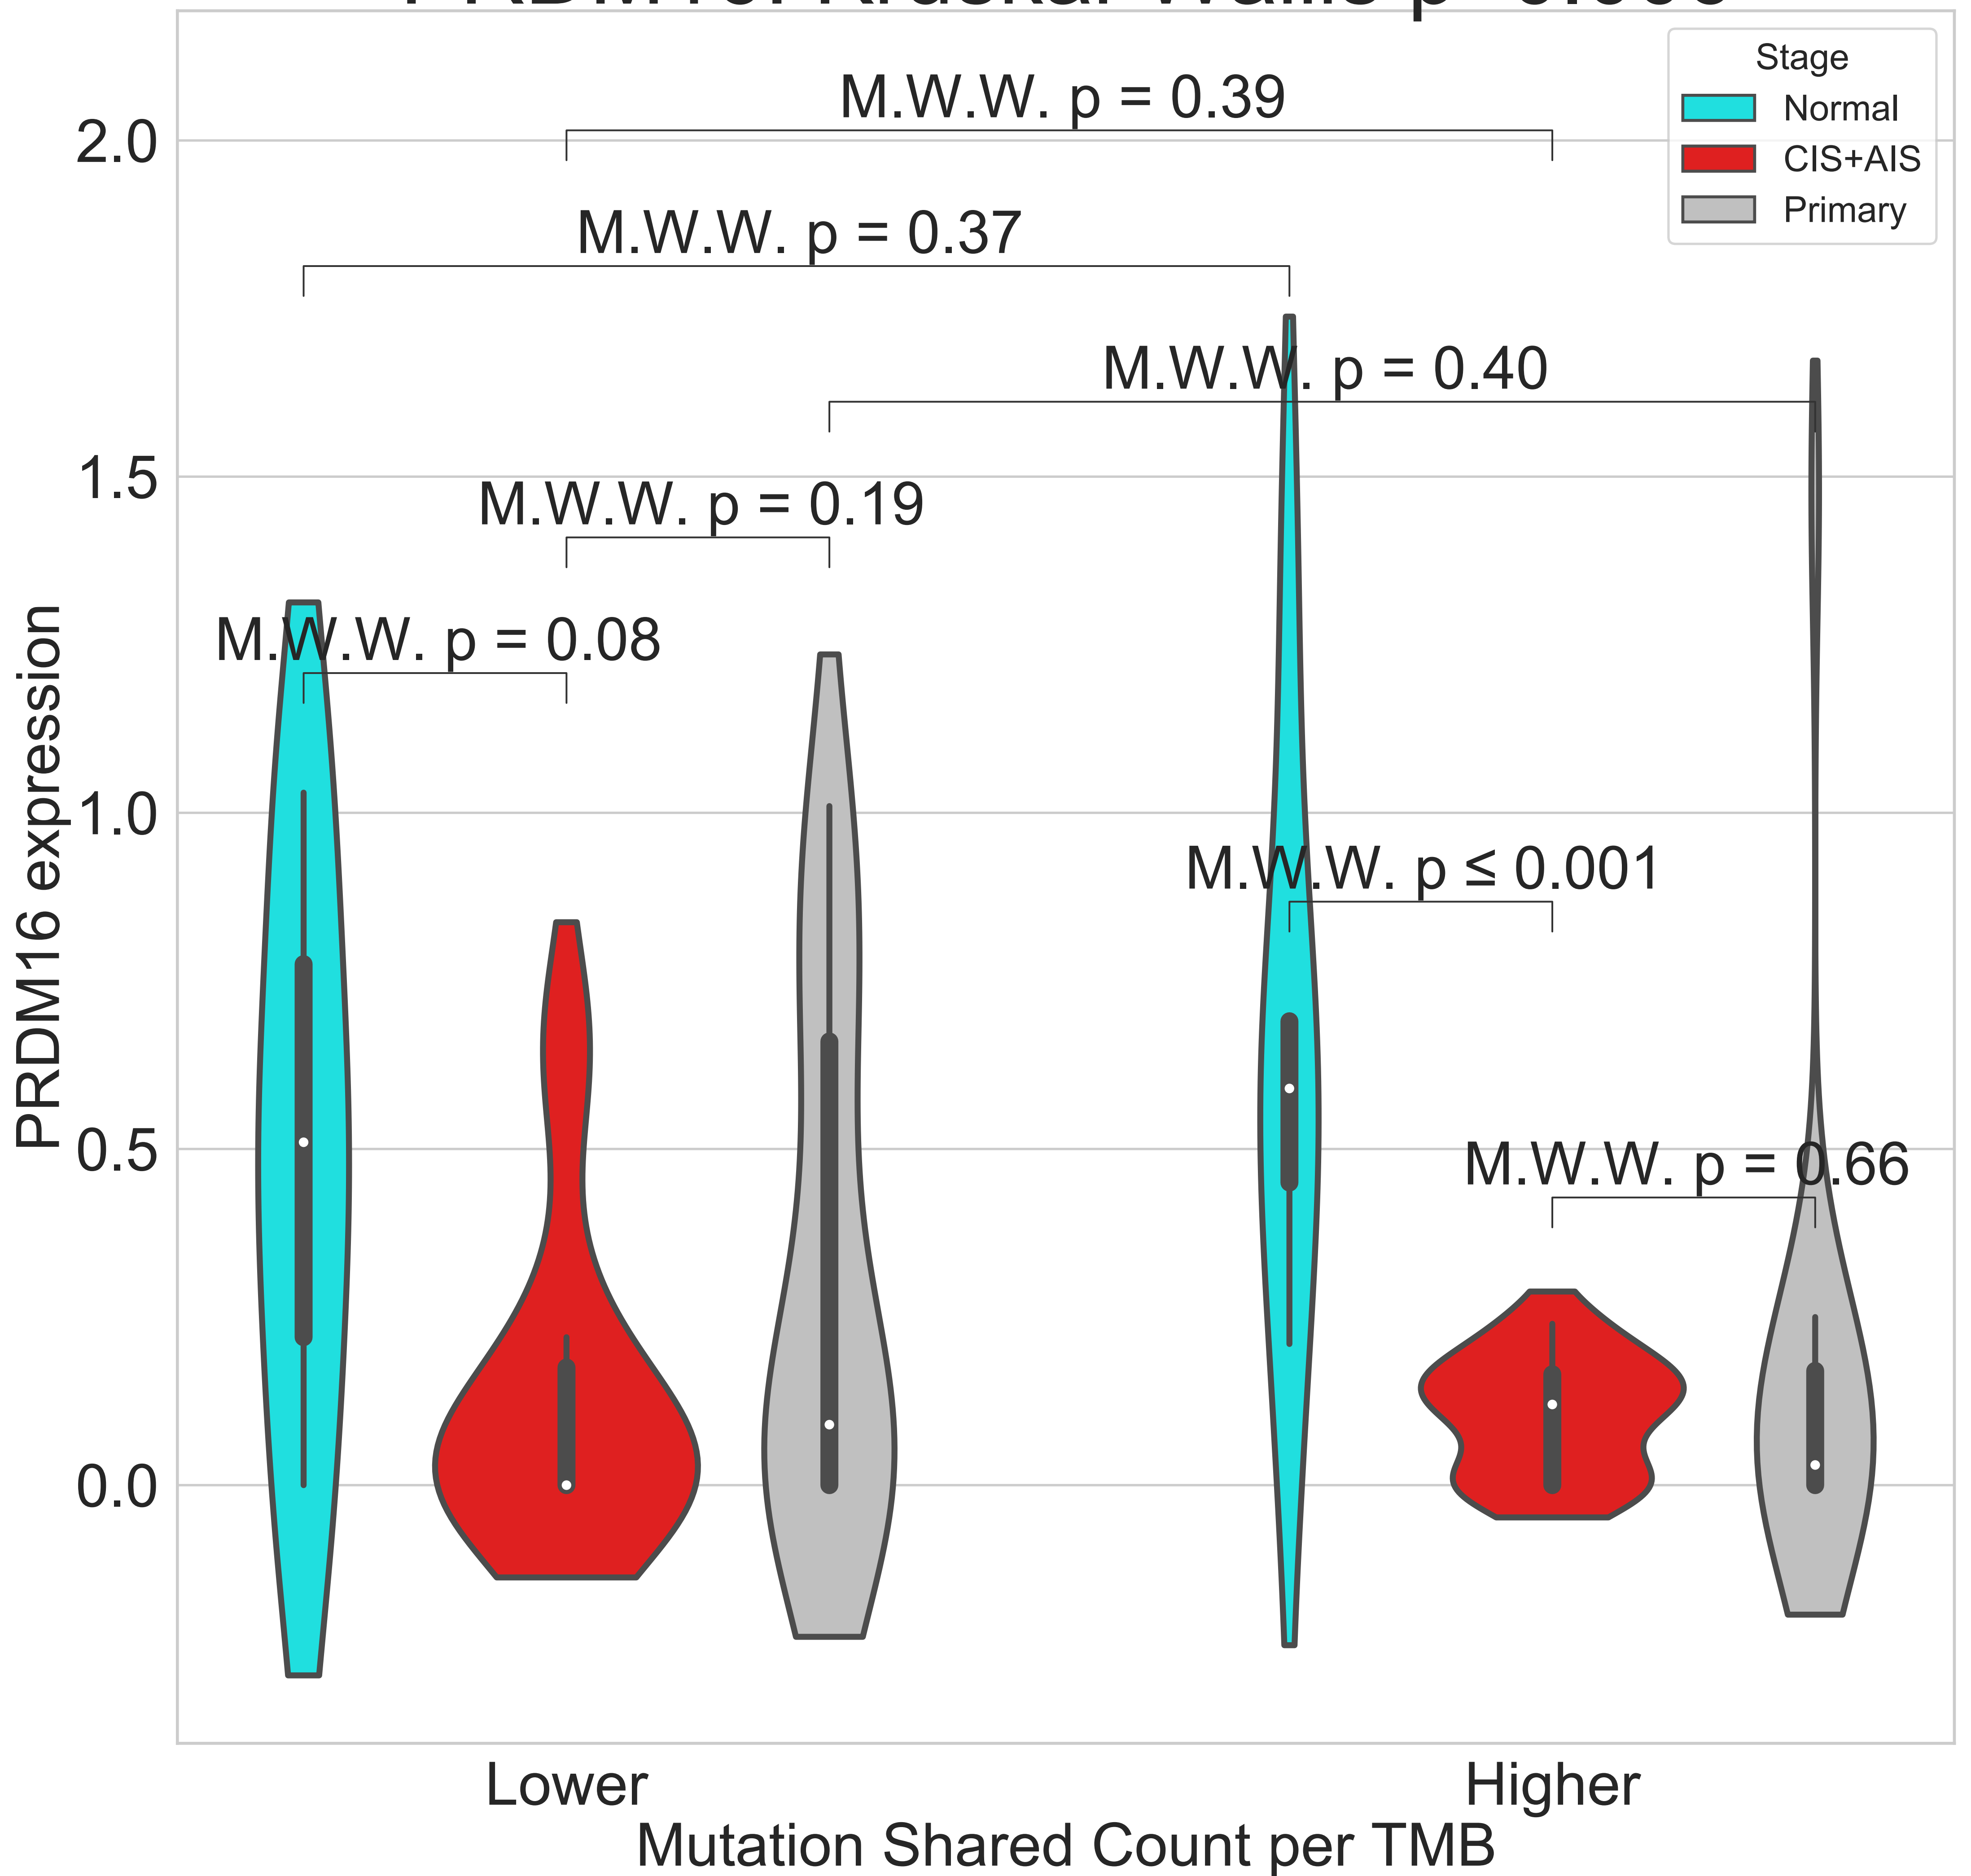 Stage
Normal
CIS+AIS
Primary
M.W.W. p = 0.39
M.W.W. p = 0.37
M.W.W. p = 0.40
M.W.W. p = 0.19
M.W.W. p = 0.08
M.W.W. p ≤ 0.001
M.W.W. p = 0.66
2.0
1.5
1.0
0.5
0.0
PRDM16 expression
Lower
Higher
Mutation Shared Count per TMB